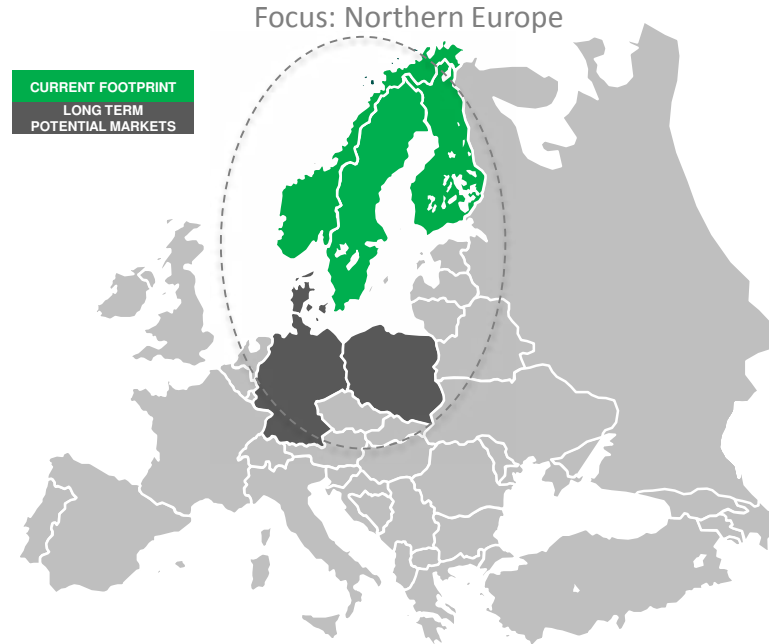 Focus: Northern Europe
CURRENT FOOTPRINT
LONG TERM
POTENTIAL MARKETS